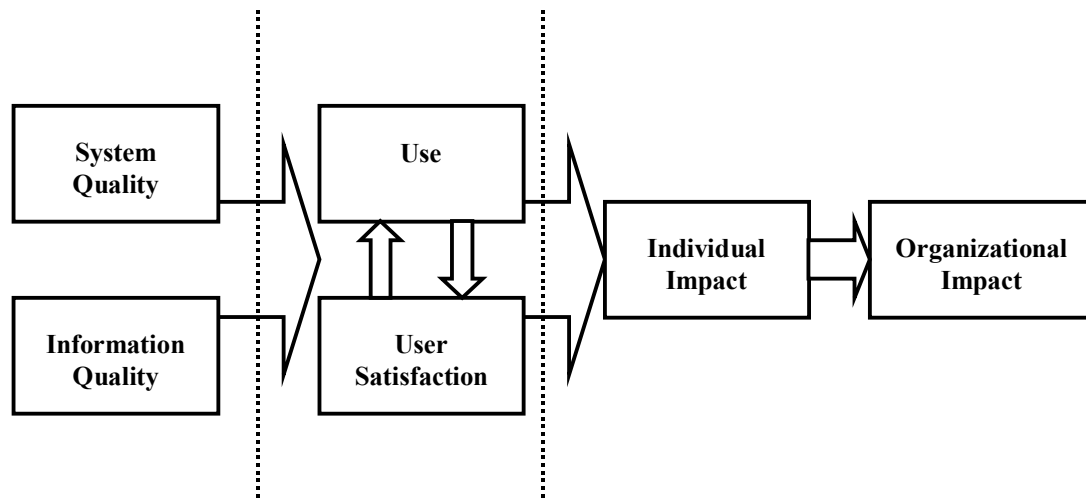 System
Quality
Information
Quality
Use
User
Satisfaction
Individual
Impact
Organizational
Impact